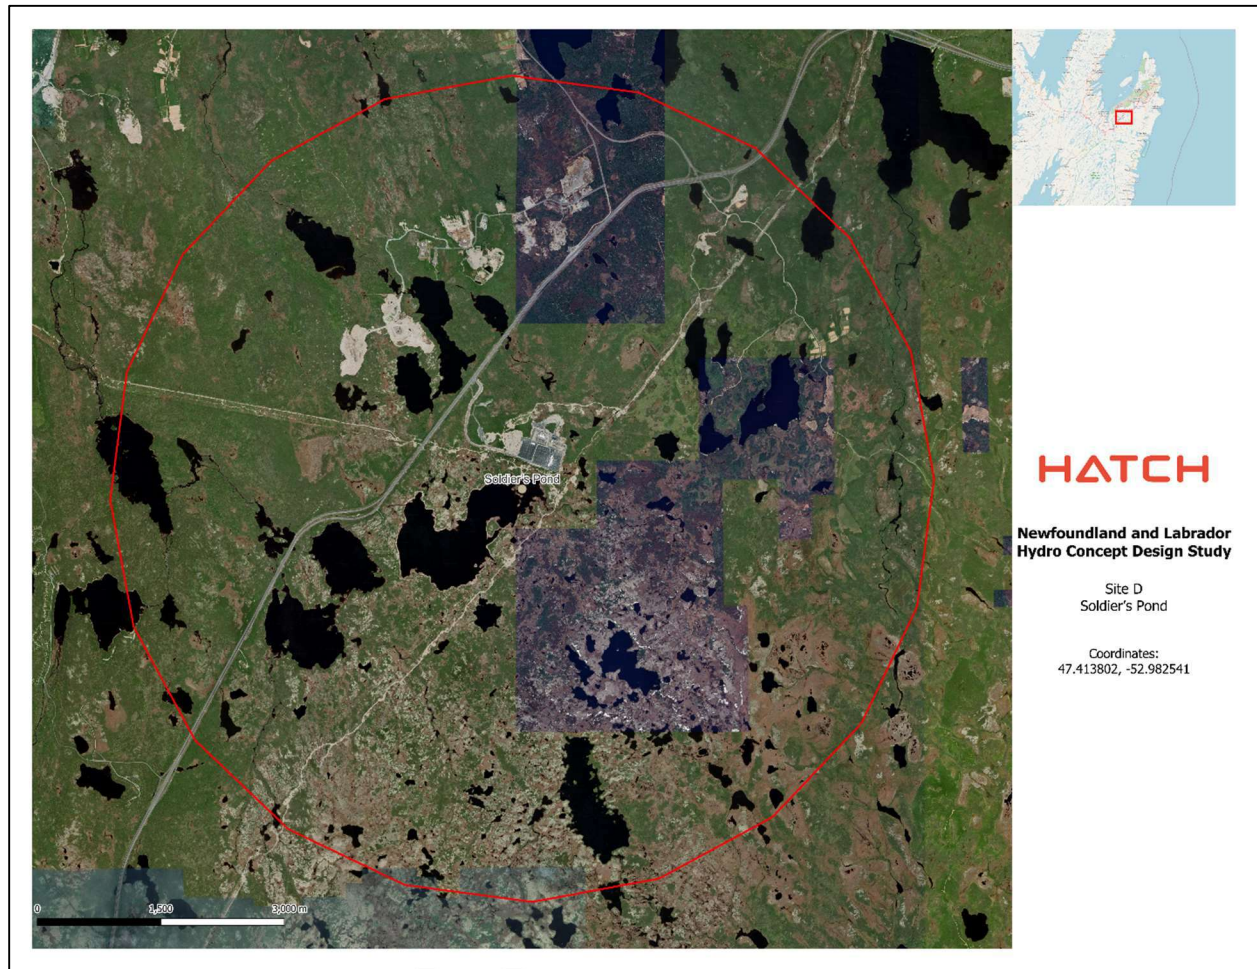 Soldier's Pond
0 1,500 3,000 m
HATCH
Newfoundland and Labrador
Hydro Concept Design Study
Site D
Soldier's Pond
Coordinates:
47.413802, -52.982541